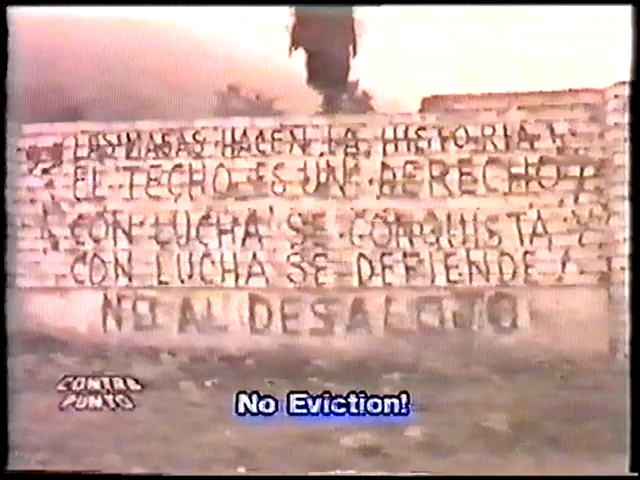 LAS MASAS HACEN LA HISTORIA
EL TECHO ES UN DERECHO
CON LUCHA SE CONQUISTA
CON LUCHA SE DEFIENDE!
NO AL DESALOJO
CONTRA
PUNTO
No Eviction!